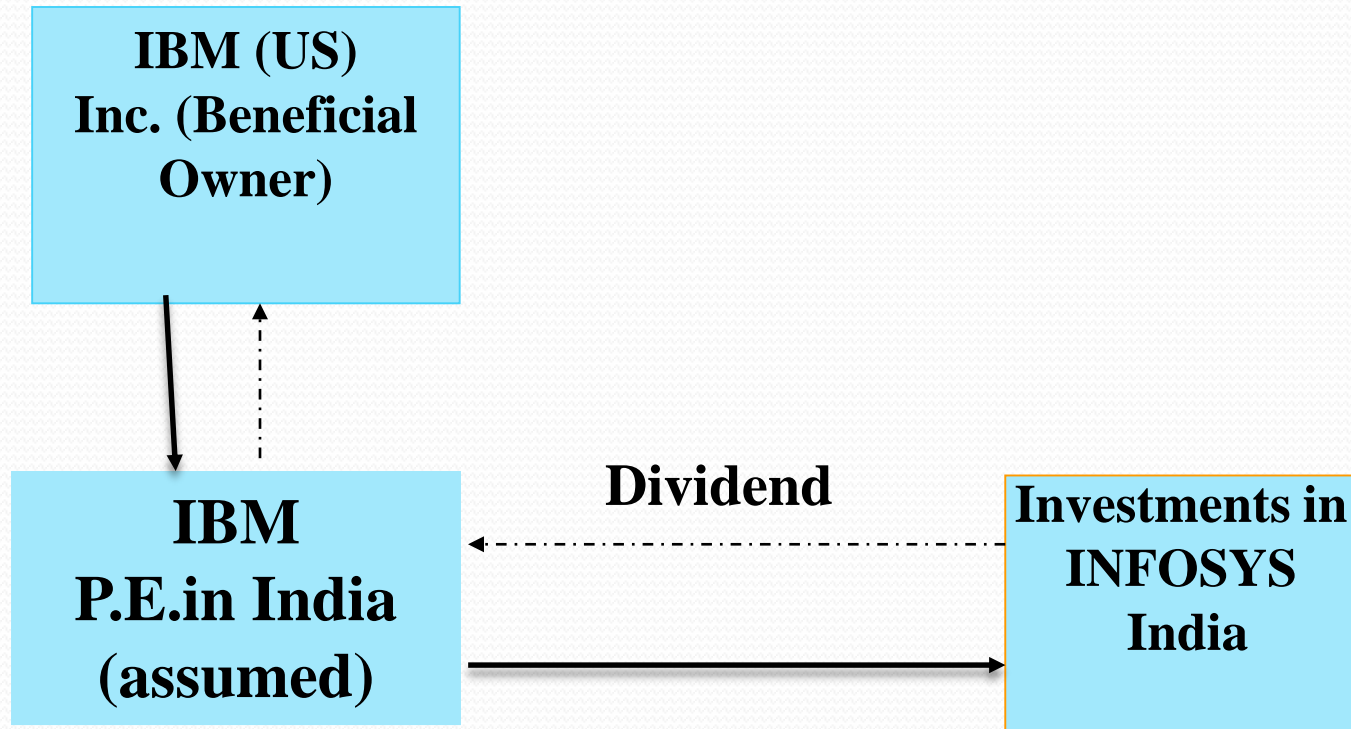 IBM (US)
Inc. (Beneficial
Owner)
IBM
P.E.in India
(assumed)
Dividend
Investments in
INFOSYS
India